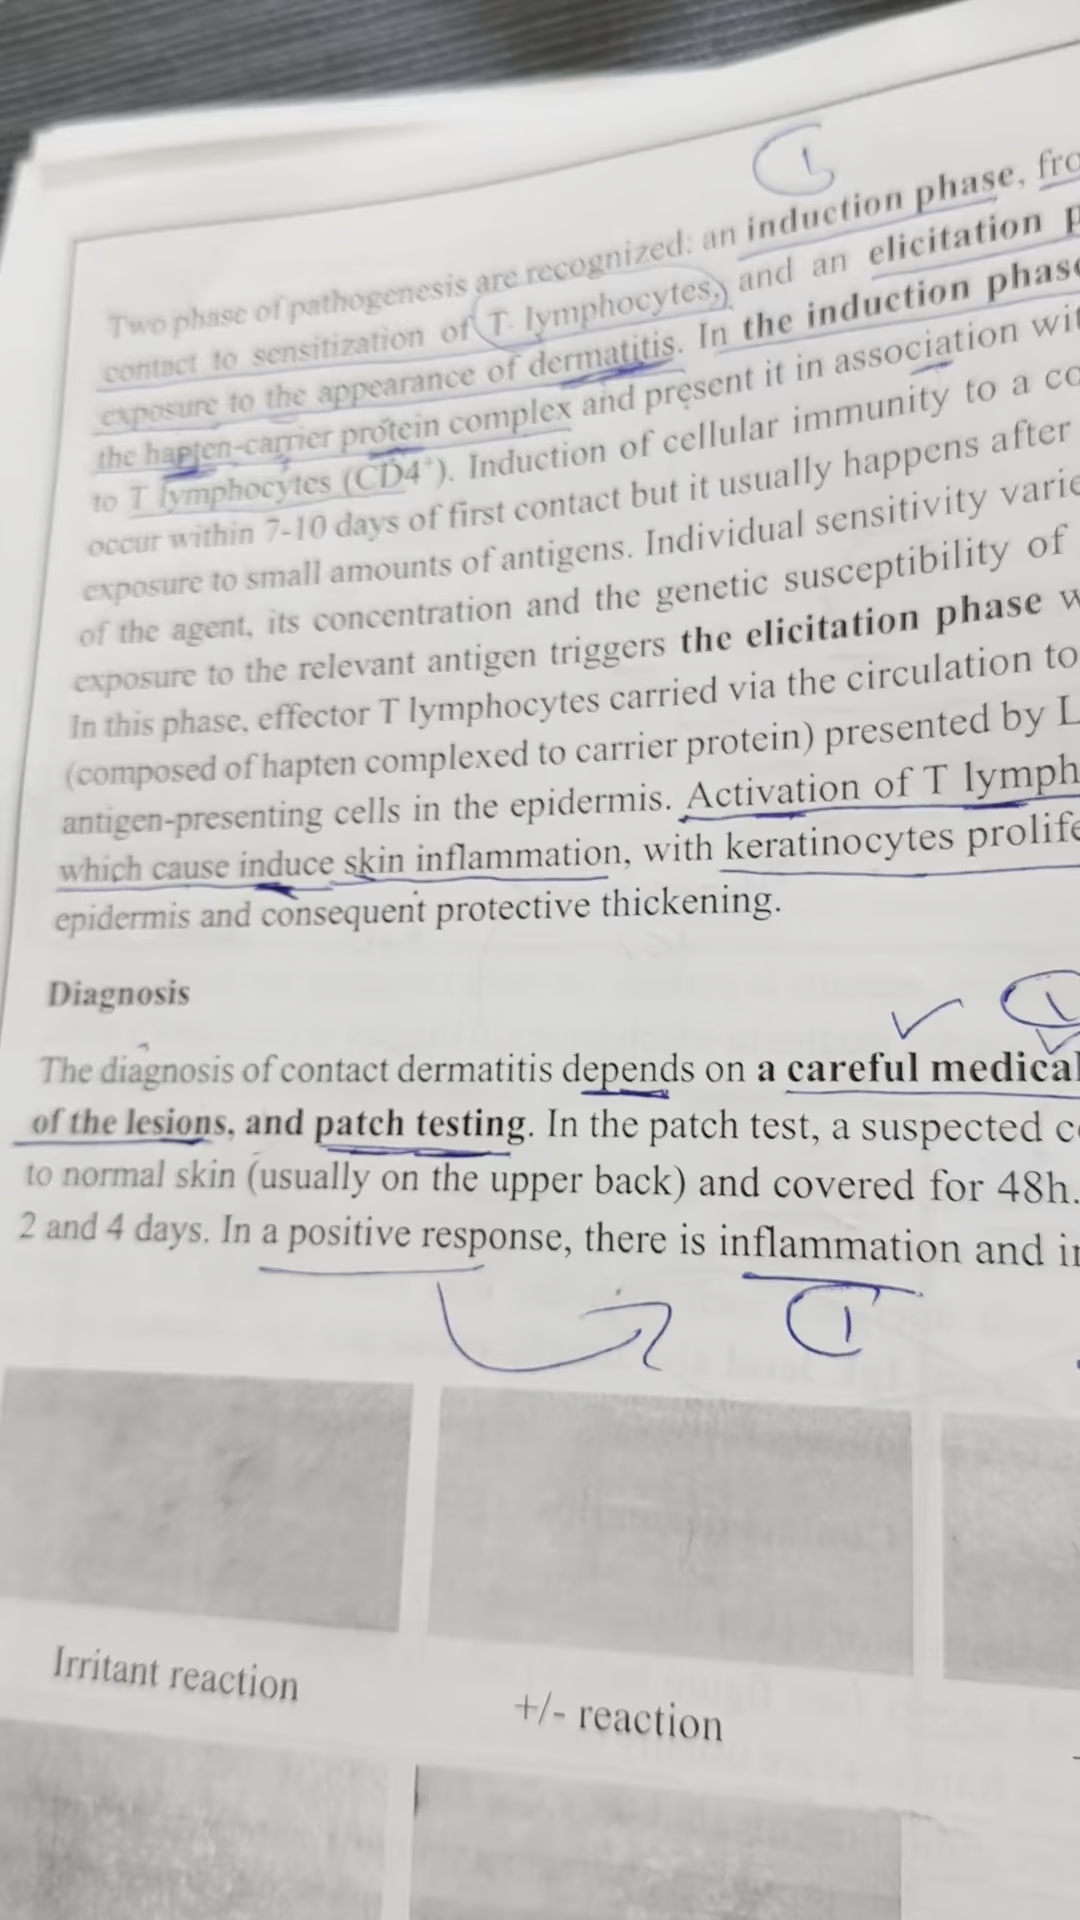 Two phase of pathogenesis are recognized: an induction phase, fro
contact to sensitization of T. lymphocytes, and an elicitation p
exposure to the appearance of dermatitis. In the induction phase
the hapten-carrier protein complex and present it in association wit
to T lymphocytes (CD4⁺). Induction of cellular immunity to a co
occur within 7-10 days of first contact but it usually happens after
exposure to small amounts of antigens. Individual sensitivity varie
of the agent, its concentration and the genetic susceptibility of
exposure to the relevant antigen triggers the elicitation phase w
In this phase, effector T lymphocytes carried via the circulation to
(composed of hapten complexed to carrier protein) presented by L
antigen-presenting cells in the epidermis. Activation of T lymph
which cause induce skin inflammation, with keratinocytes prolife
epidermis and consequent protective thickening.
Diagnosis
The diagnosis of contact dermatitis depends on a careful medical
of the lesions, and patch testing. In the patch test, a suspected c
to normal skin (usually on the upper back) and covered for 48h.
2 and 4 days. In a positive response, there is inflammation and in
Irritant reaction
+/- reaction